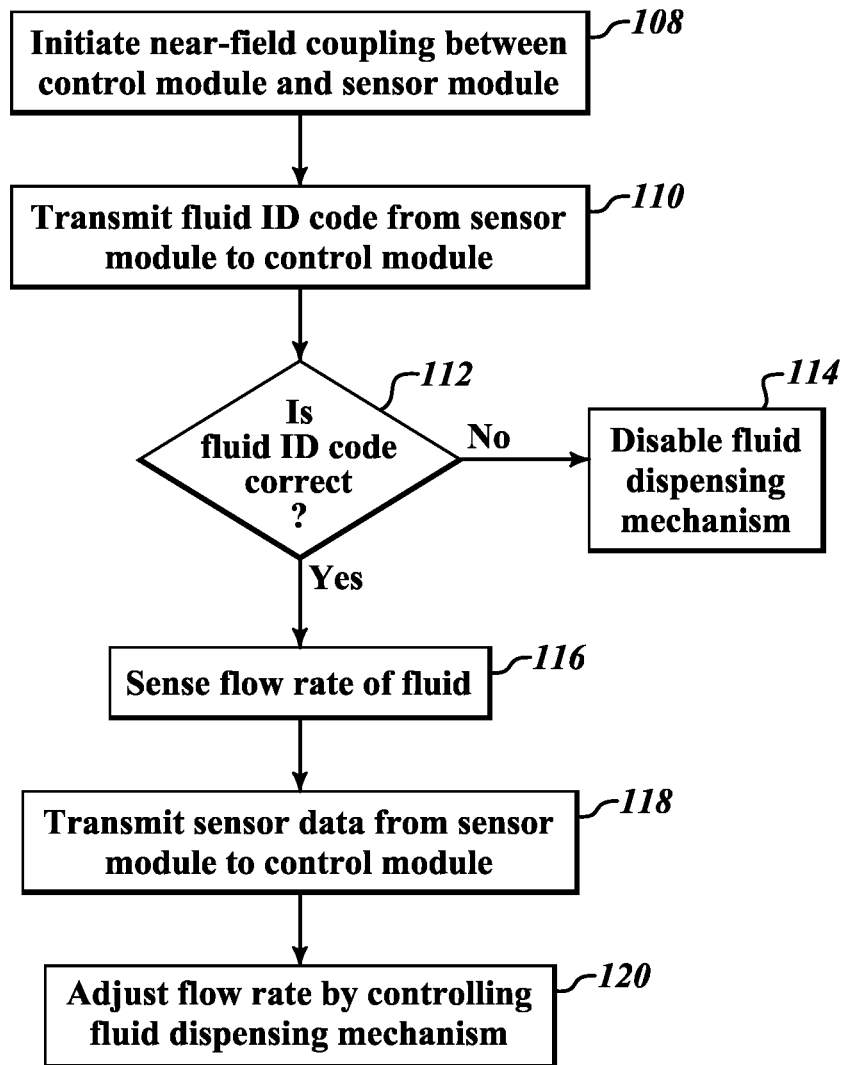 Initiate near-field coupling between
control module and sensor module
108
Transmit fluid ID code from sensor
module to control module
110
Is
fluid ID code
correct
?
112
No
Disable fluid
dispensing
mechanism
114
Yes
Sense flow rate of fluid
116
Transmit sensor data from sensor
module to control module
118
Adjust flow rate by controlling
fluid dispensing mechanism
120